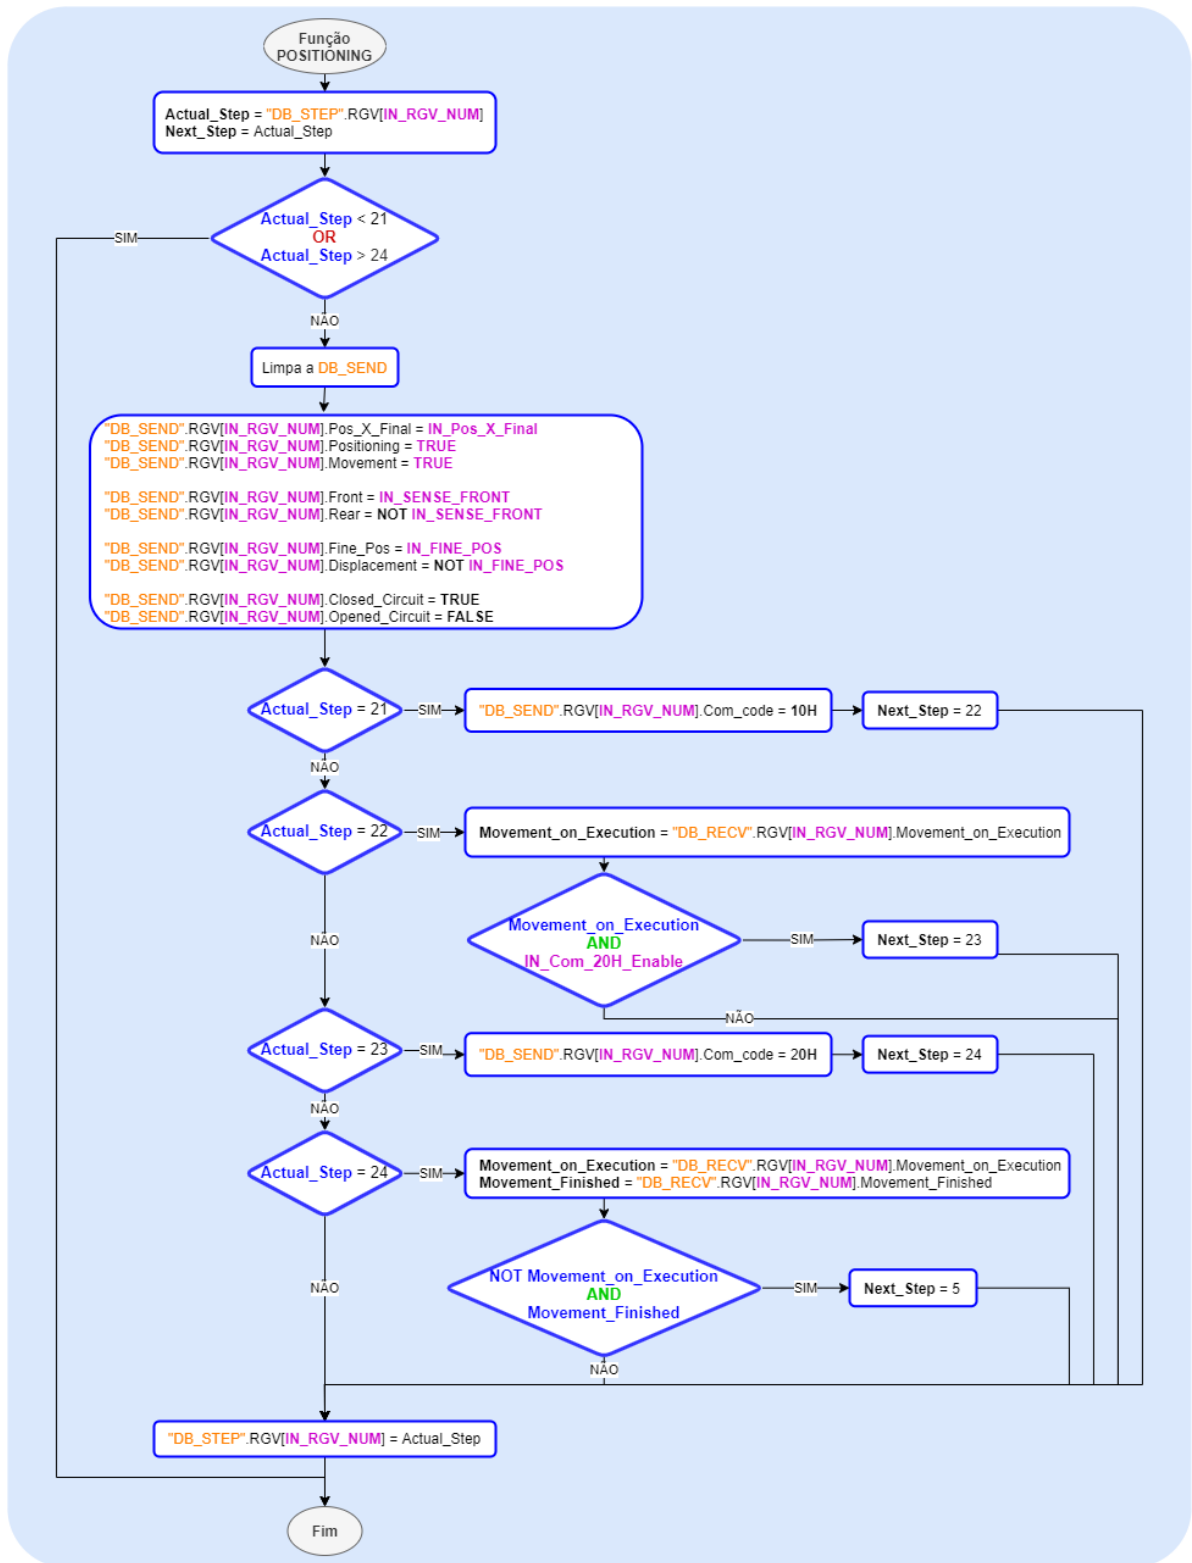 Função
POSITIONING
Actual_Step = "DB_STEP".RGV[IN_RGV_NUM]
Next_Step = Actual_Step
Actual_Step < 21
OR
Actual_Step > 24
SIM
NÃO
Limpa a DB_SEND
"DB_SEND".RGV[IN_RGV_NUM].Pos_X_Final = IN_Pos_X_Final
"DB_SEND".RGV[IN_RGV_NUM].Positioning = TRUE
"DB_SEND".RGV[IN_RGV_NUM].Movement = TRUE
"DB_SEND".RGV[IN_RGV_NUM].Front = IN_SENSE_FRONT
"DB_SEND".RGV[IN_RGV_NUM].Rear = NOT IN_SENSE_FRONT
"DB_SEND".RGV[IN_RGV_NUM].Fine_Pos = IN_FINE_POS
"DB_SEND".RGV[IN_RGV_NUM].Displacement = NOT IN_FINE_POS
"DB_SEND".RGV[IN_RGV_NUM].Closed_Circuit = TRUE
"DB_SEND".RGV[IN_RGV_NUM].Opened_Circuit = FALSE
Actual_Step = 21
SIM
"DB_SEND".RGV[IN_RGV_NUM].Com_code = 10H
Next_Step = 22
NÃO
Actual_Step = 22
SIM
Movement_on_Execution = "DB_RECV".RGV[IN_RGV_NUM].Movement_on_Execution
Movement_on_Execution
AND
IN_Com_20H_Enable
SIM
Next_Step = 23
NÃO
NÃO
Actual_Step = 23
SIM
"DB_SEND".RGV[IN_RGV_NUM].Com_code = 20H
Next_Step = 24
NÃO
Actual_Step = 24
SIM
Movement_on_Execution = "DB_RECV".RGV[IN_RGV_NUM].Movement_on_Execution
Movement_Finished = "DB_RECV".RGV[IN_RGV_NUM].Movement_Finished
NOT Movement_on_Execution
AND
Movement_Finished
SIM
Next_Step = 5
NÃO
NÃO
"DB_STEP".RGV[IN_RGV_NUM] = Actual_Step
Fim